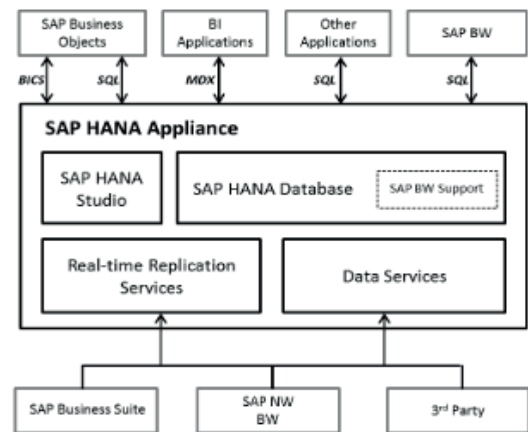 SAP Business
Objects
BI
Applications
Other
Applications
SAP BW
BICS
SQL
MDX
SQL
SQL
SAP HANA Appliance
SAP HANA
Studio
SAP HANA Database
SAP BW Support
Real-time Replication
Services
Data Services
SAP Business Suite
SAP NW
BW
3rd Party